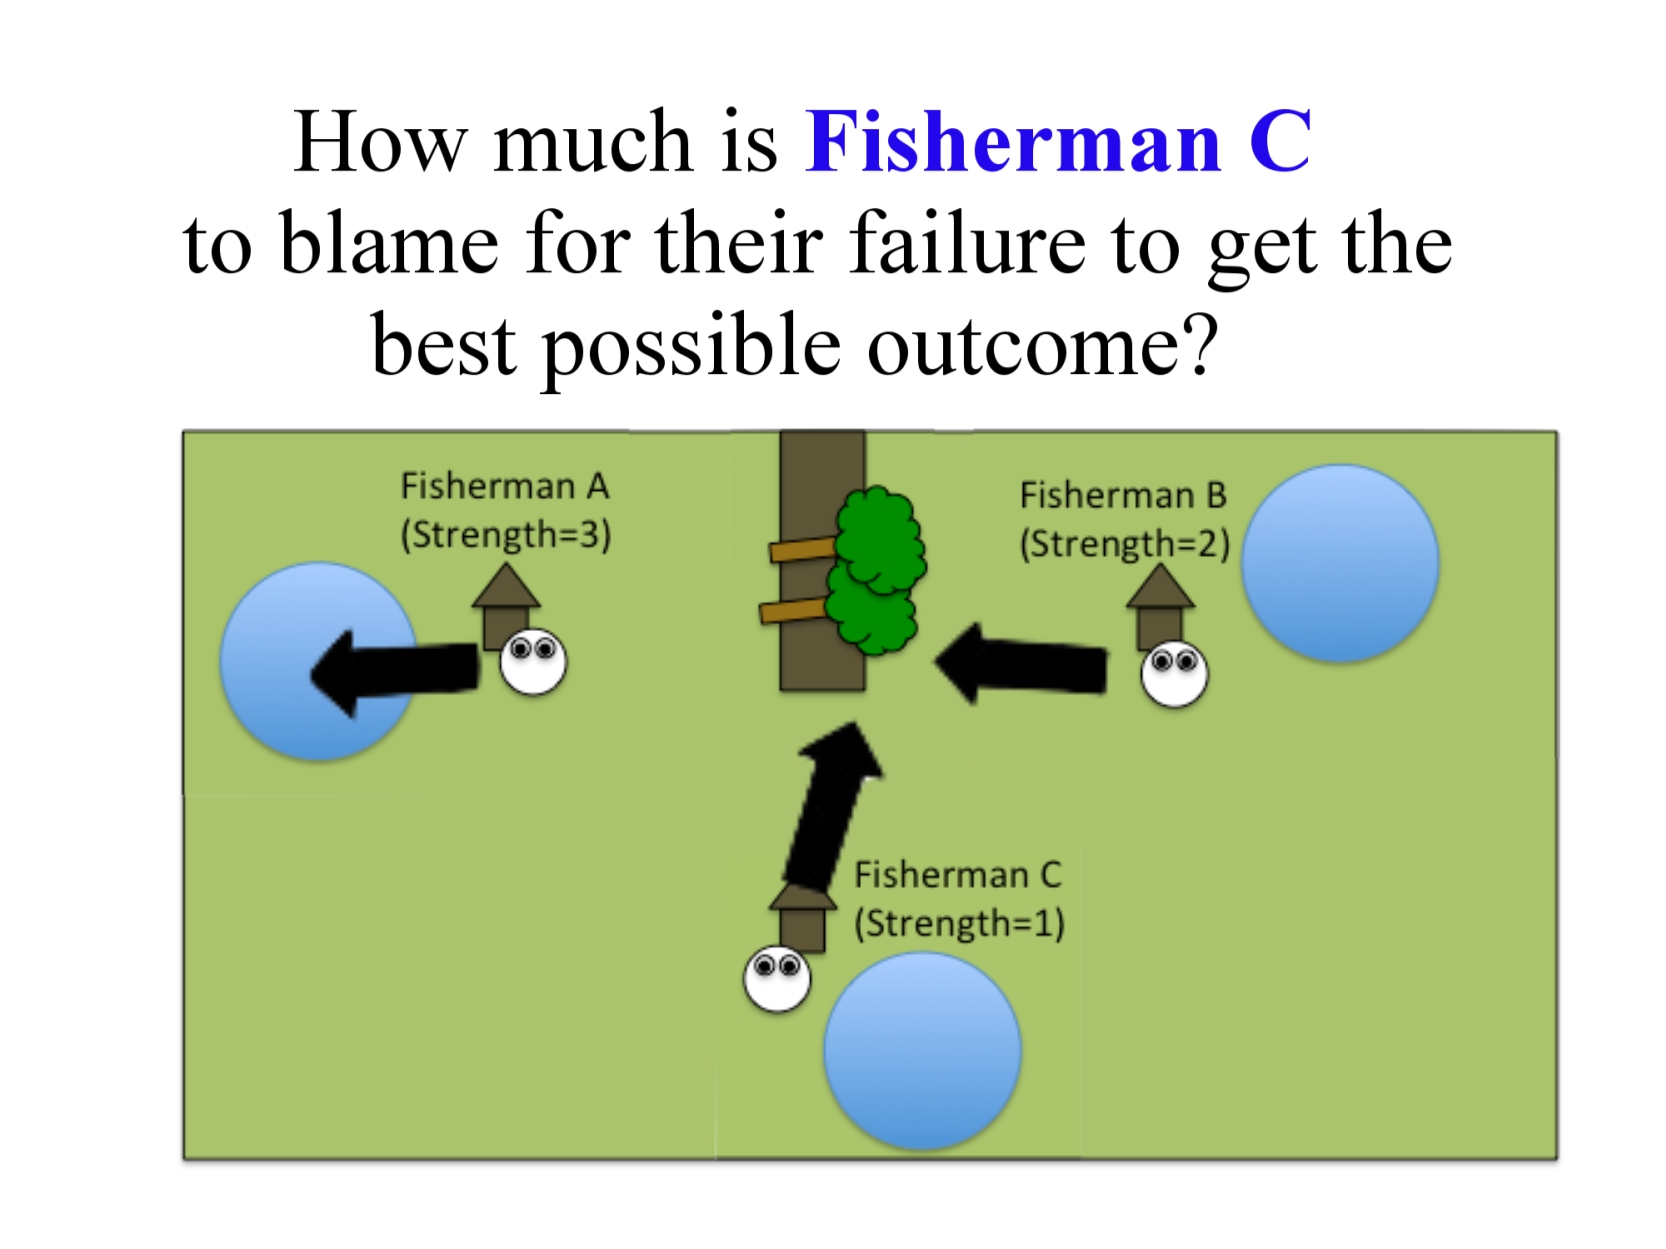 How much is Fisherman C
to blame for their failure to get the
best possible outcome?
Fisherman A
(Strength=3)
Fisherman B
(Strength=2)
Fisherman C
(Strength=1)